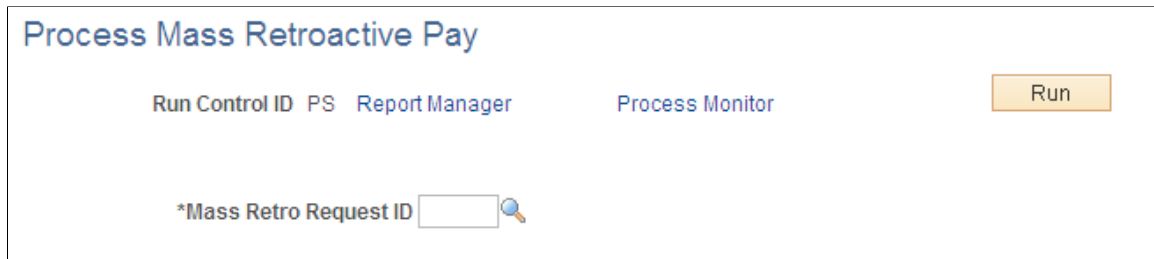 Process Mass Retroactive Pay
Run Control ID PS Report Manager Process Monitor Run
*Mass Retro Request ID